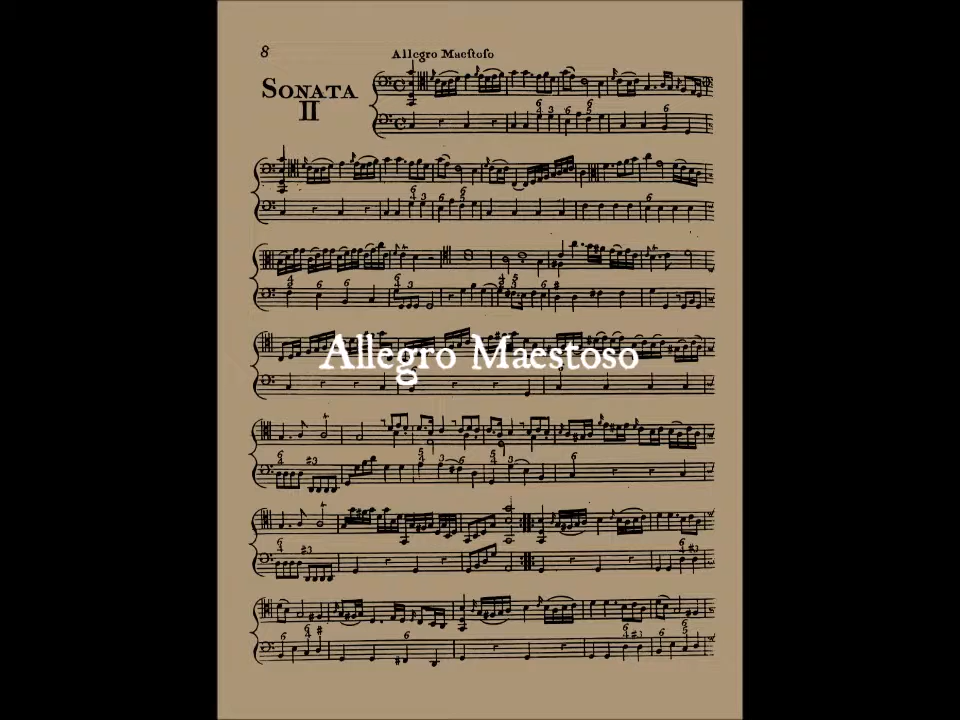 8
Allegro Maeſtoſo
SONATA
II
Allegro Maestoso